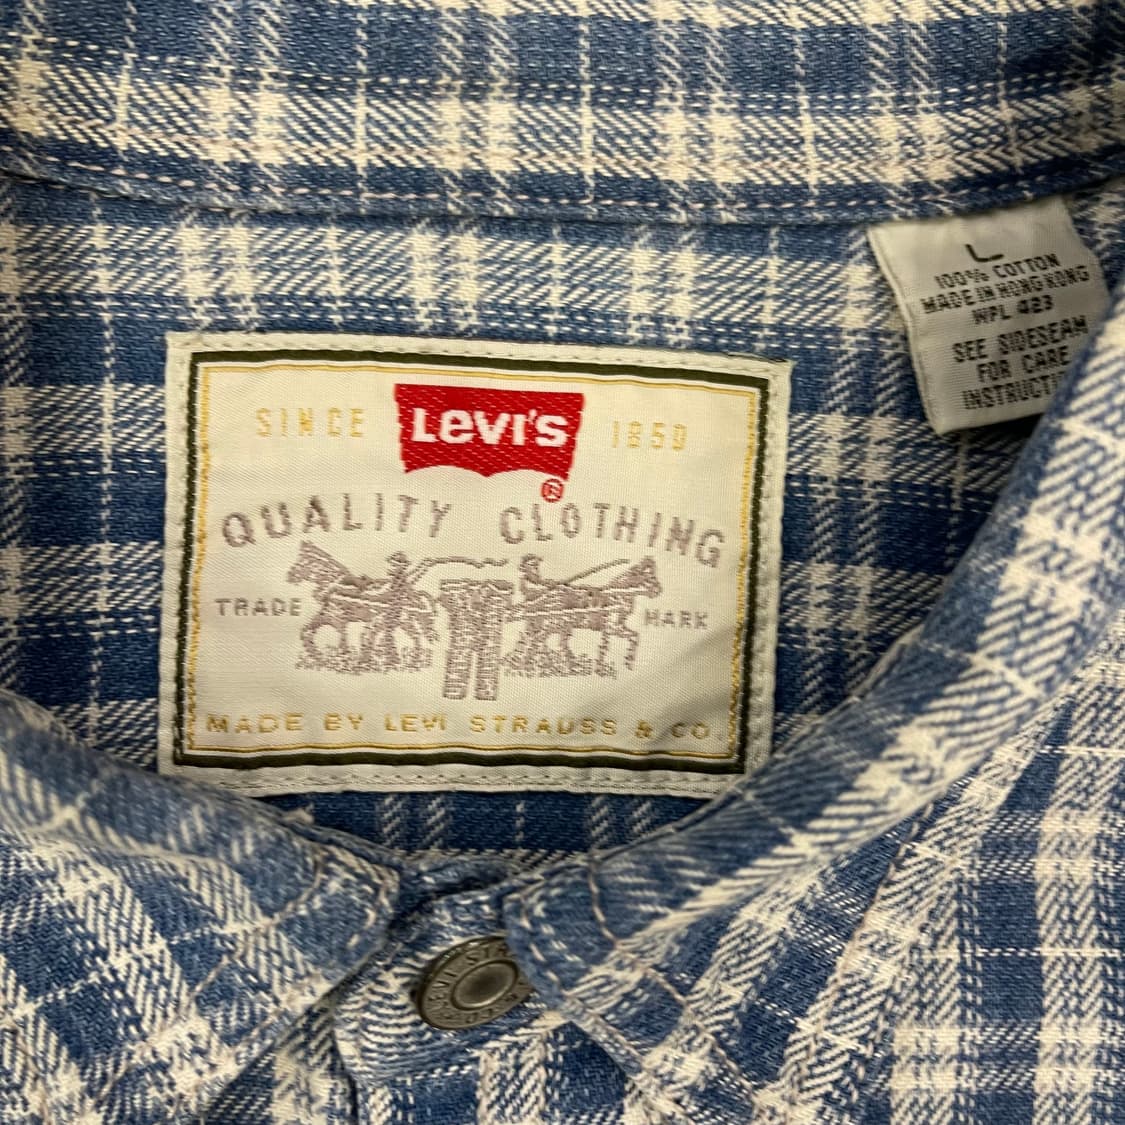 L
100% COTTON
MADE IN HONG KONG
WPL 423
SEE SIDESEAM
FOR CARE
SINCE LEVI'S 1850
®
QUALITY CLOTHING
TRADE MARK
MADE BY LEVI STRAUSS & CO.
LEVI